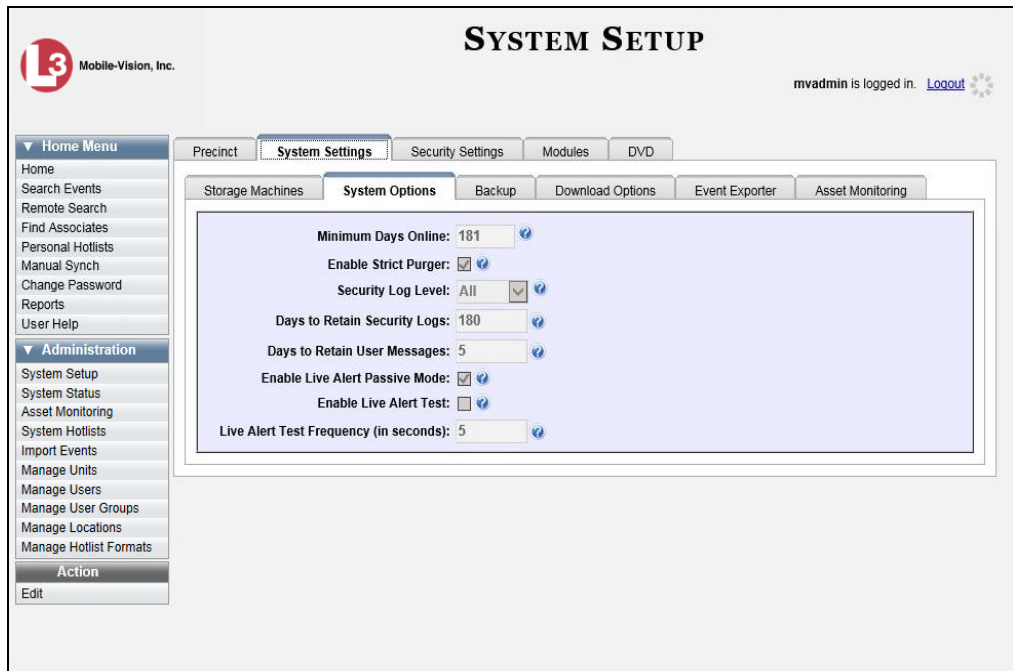 SYSTEM SETUP
L3 Mobile-Vision, Inc.
mvadmin is logged in. Logout
Home Menu
Home
Search Events
Remote Search
Find Associates
Personal Hotlists
Manual Synch
Change Password
Reports
User Help
Administration
System Setup
System Status
Asset Monitoring
System Hotlists
Import Events
Manage Units
Manage Users
Manage User Groups
Manage Locations
Manage Hotlist Formats
Action
Edit
Precinct System Settings Security Settings Modules DVD
Storage Machines System Options Backup Download Options Event Exporter Asset Monitoring
Minimum Days Online: 181 ?
Enable Strict Purger: ?
Security Log Level: All ?
Days to Retain Security Logs: 180 ?
Days to Retain User Messages: 5 ?
Enable Live Alert Passive Mode: ?
Enable Live Alert Test: ?
Live Alert Test Frequency (in seconds): 5 ?